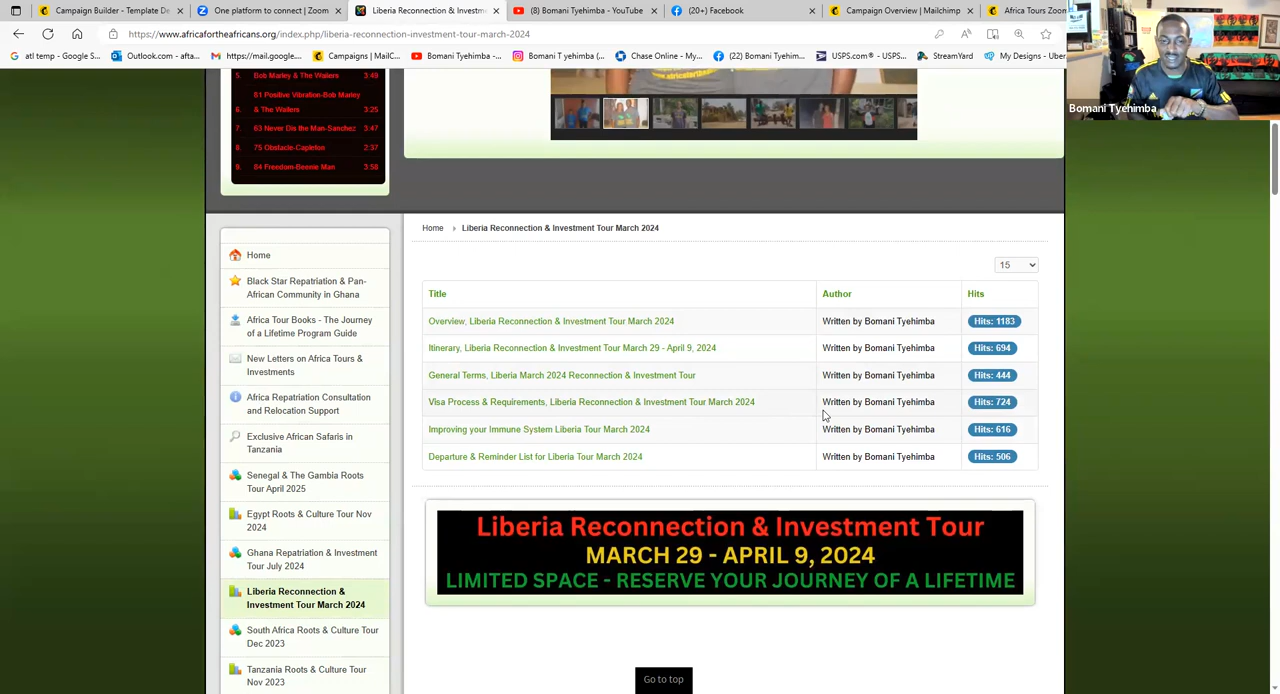 Campaign Builder - Template De
One platform to connect | Zoom
Liberia Reconnection & Investme
(8) Bomani Tyehimba - YouTube
(20+) Facebook
Campaign Overview | Mailchimp
Africa Tours Zoom
https://www.africafortheafricans.org/index.php/liberia-reconnection-investment-tour-march-2024
atl temp - Google S...
Outlook.com - afta...
https://mail.google...
Campaigns | MailC...
Bomani Tyehimba -...
Bomani T yehimba (...
Chase Online - My...
(22) Bomani Tyehim...
USPS.com® - USPS...
StreamYard
My Designs - Uber
Bomani Tyehimba
5. Bob Marley & The Wailers 3:49
61 Positive Vibration-Bob Marley
6. & The Wailers 3:25
7. 63 Never Dis the Man-Sanchez 3:47
8. 75 Obstacle-Capleton 2:37
9. 84 Freedom-Beenie Man 3:58
Home
Black Star Repatriation & Pan-
African Community in Ghana
Africa Tour Books - The Journey
of a Lifetime Program Guide
New Letters on Africa Tours &
Investments
Africa Repatriation Consultation
and Relocation Support
Exclusive African Safaris in
Tanzania
Senegal & The Gambia Roots
Tour April 2025
Egypt Roots & Culture Tour Nov
2024
Ghana Repatriation & Investment
Tour July 2024
Liberia Reconnection &
Investment Tour March 2024
South Africa Roots & Culture Tour
Dec 2023
Tanzania Roots & Culture Tour
Nov 2023
Home Liberia Reconnection & Investment Tour March 2024
15
Title Author Hits
Overview, Liberia Reconnection & Investment Tour March 2024 Written by Bomani Tyehimba Hits: 1183
Itinerary, Liberia Reconnection & Investment Tour March 29 - April 9, 2024 Written by Bomani Tyehimba Hits: 694
General Terms, Liberia March 2024 Reconnection & Investment Tour Written by Bomani Tyehimba Hits: 444
Visa Process & Requirements, Liberia Reconnection & Investment Tour March 2024 Written by Bomani Tyehimba Hits: 724
Improving your Immune System Liberia Tour March 2024 Written by Bomani Tyehimba Hits: 616
Departure & Reminder List for Liberia Tour March 2024 Written by Bomani Tyehimba Hits: 506
Liberia Reconnection & Investment Tour
MARCH 29 - APRIL 9, 2024
LIMITED SPACE - RESERVE YOUR JOURNEY OF A LIFETIME
Go to top